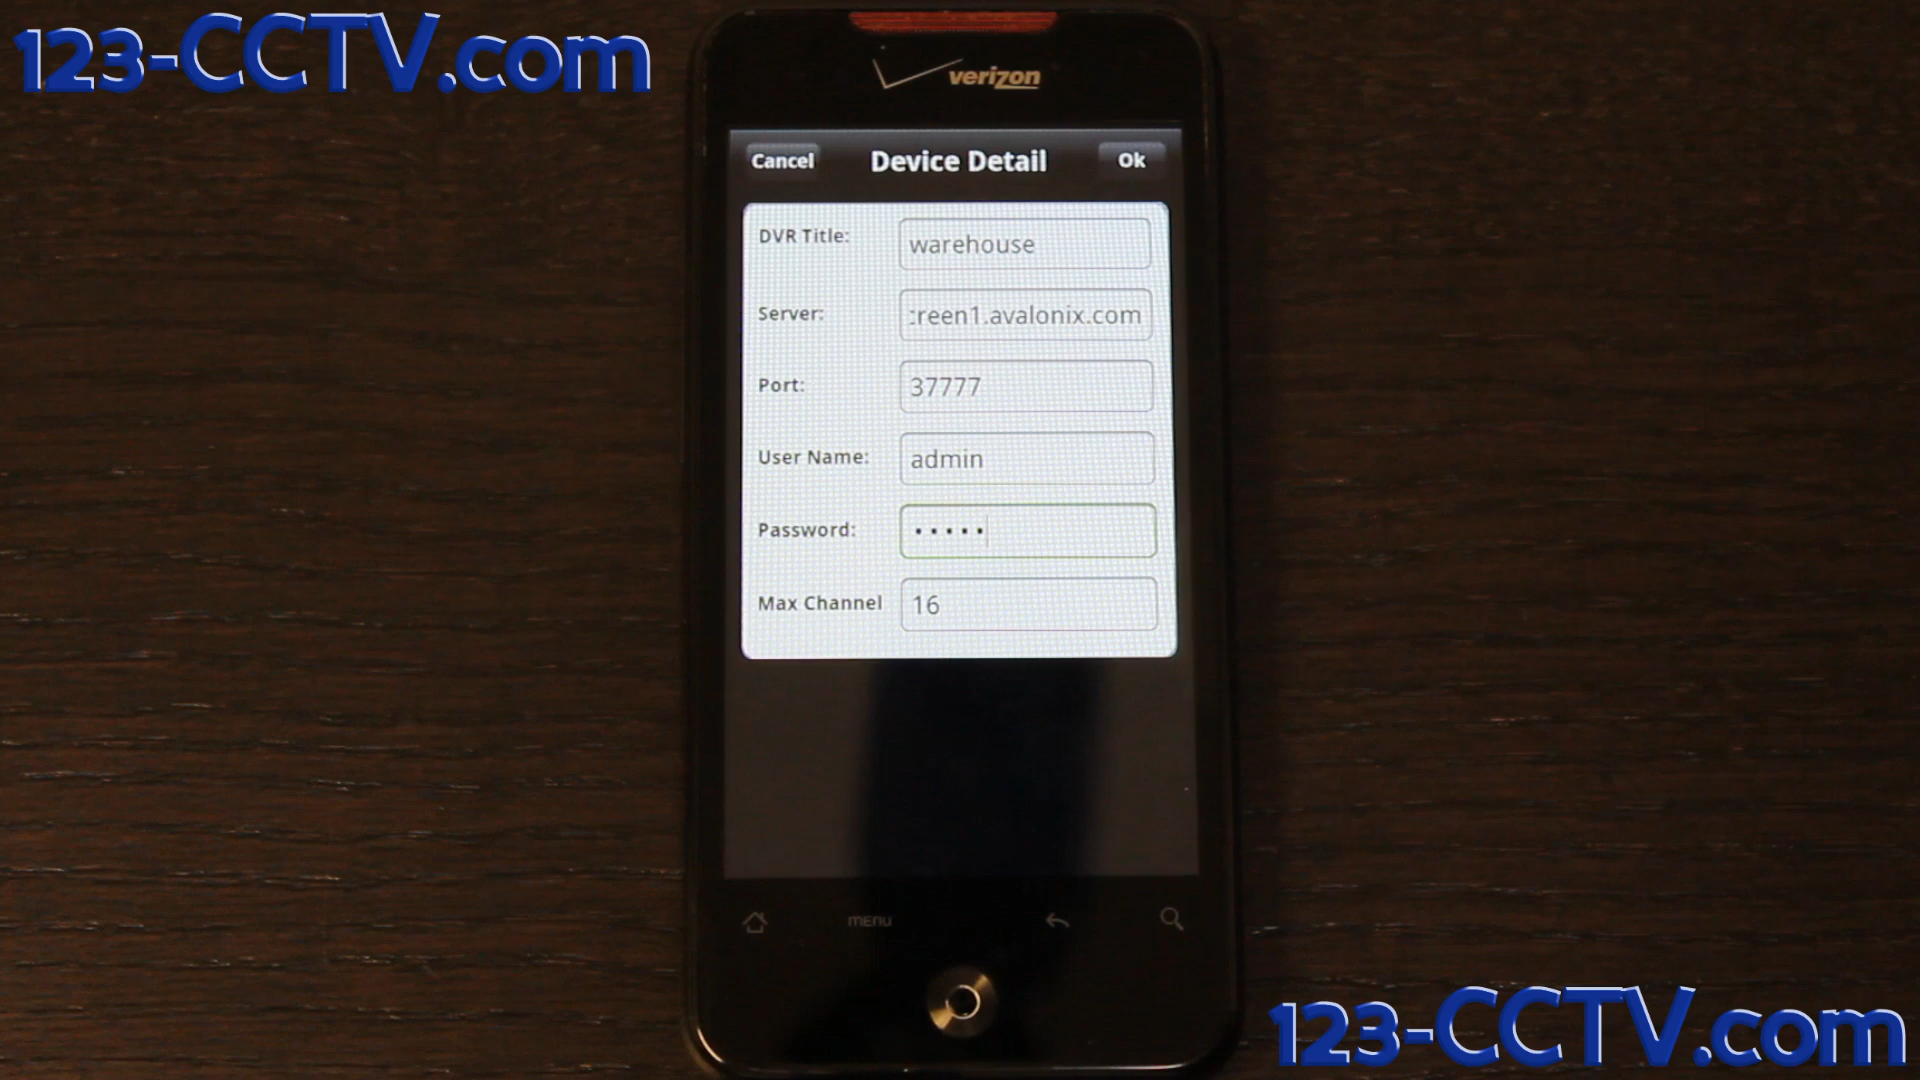 123-CCTV.com
verizon
Cancel Device Detail Ok
DVR Title: warehouse
Server: reen1.avalonix.com
Port: 37777
User Name: admin
Password: •••••
Max Channel 16
menu
123-CCTV.com